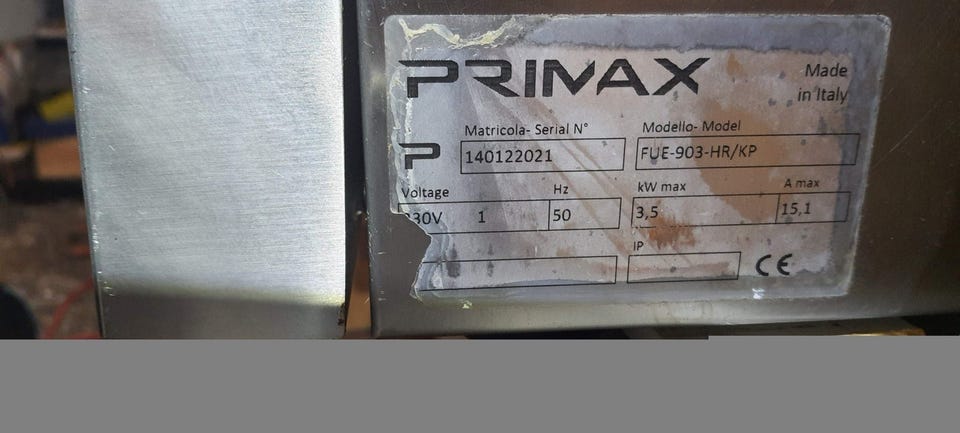 PRIMAX
Made
in Italy
Matricola- Serial N°
Modello- Model
P
140122021
FUE-903-HR/KP
Voltage
Hz
kW max
A max
30V 1
50
3,5
15,1
IP
CE